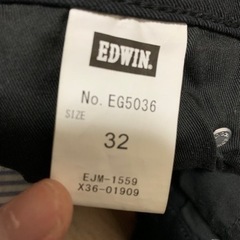 EDWIN.
No. EG5036
SIZE
32
EJM-1559
X36-01909